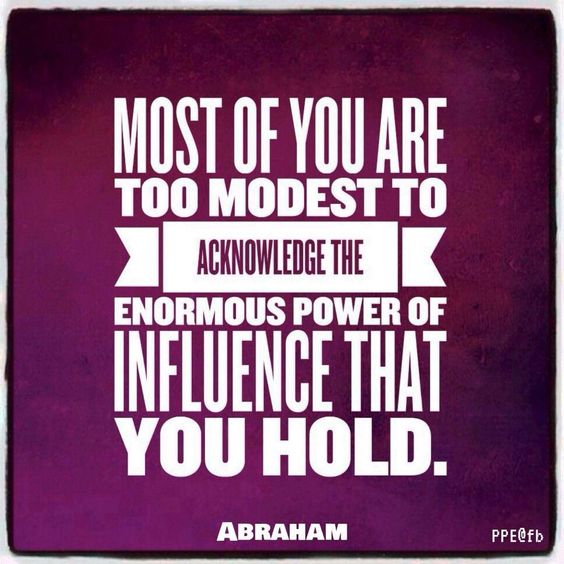 MOST OF YOU ARE
TOO MODEST TO
ACKNOWLEDGE THE
ENORMOUS POWER OF
INFLUENCE THAT
YOU HOLD.
ABRAHAM
PPE@fb